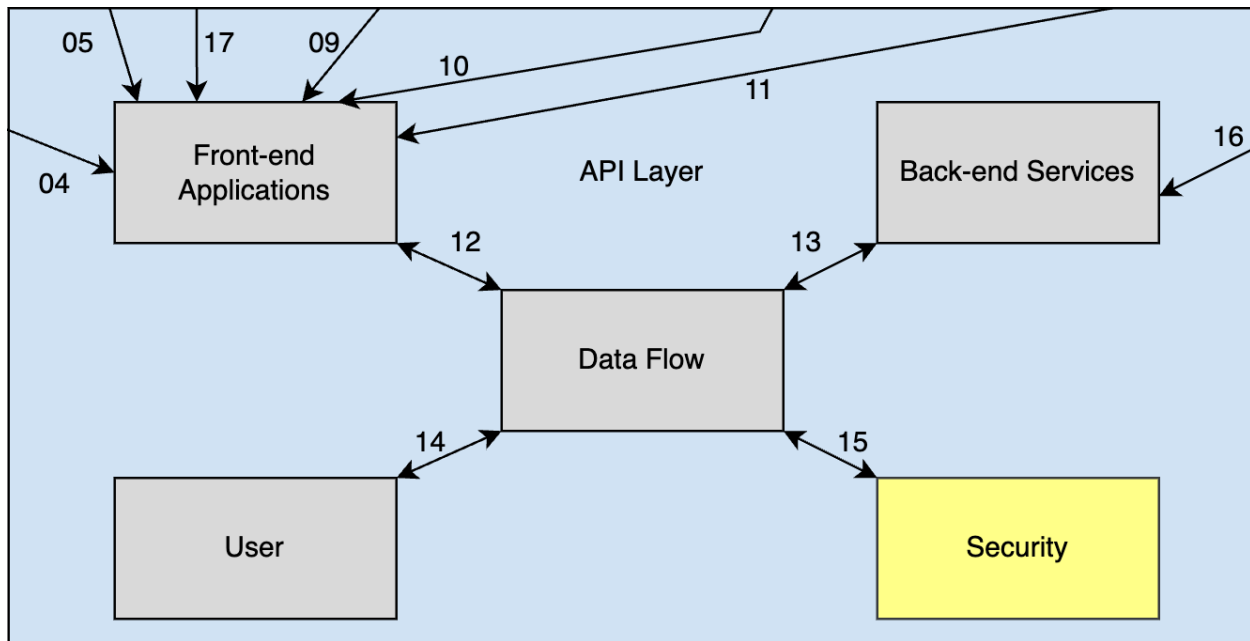 05
17
09
10
11
04
Front-end
Applications
API Layer
Back-end Services
16
12
13
Data Flow
14
15
User
Security